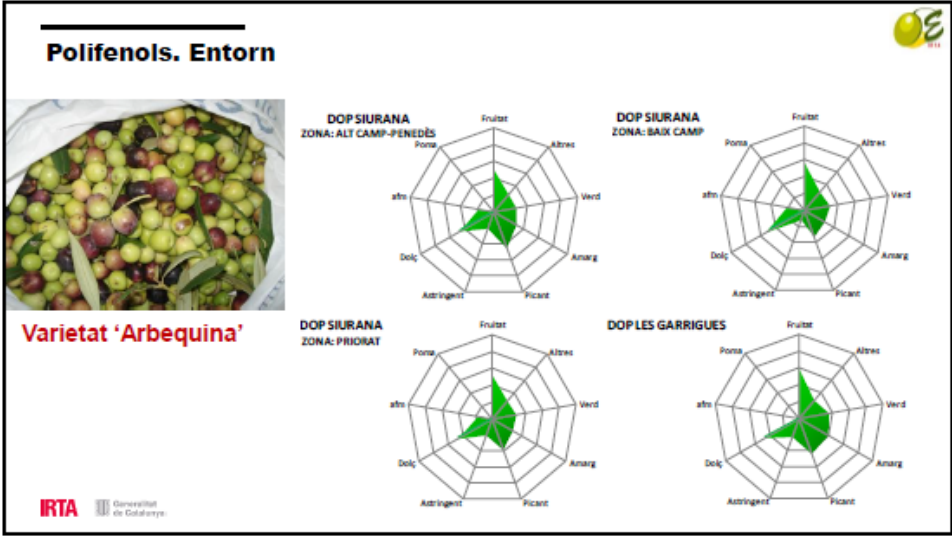 Polifenols. Entorn
DOP SIURANA
ZONA: ALT CAMP-PENEDÈS
Fruitat
Altres
Verd
Amarg
Picant
Astringent
Dolç
afm
Poma
DOP SIURANA
ZONA: BAIX CAMP
Fruitat
Altres
Verd
Amarg
Picant
Astringent
Dolç
afm
Poma
Varietat ‘Arbequina’
DOP SIURANA
ZONA: PRIORAT
Fruitat
Altres
Verd
Amarg
Picant
Astringent
Dolç
afm
Poma
DOP LES GARRIGUES
Fruitat
Altres
Verd
Amarg
Picant
Astringent
Dolç
afm
Poma
IRTA
Generalitat
de Catalunya